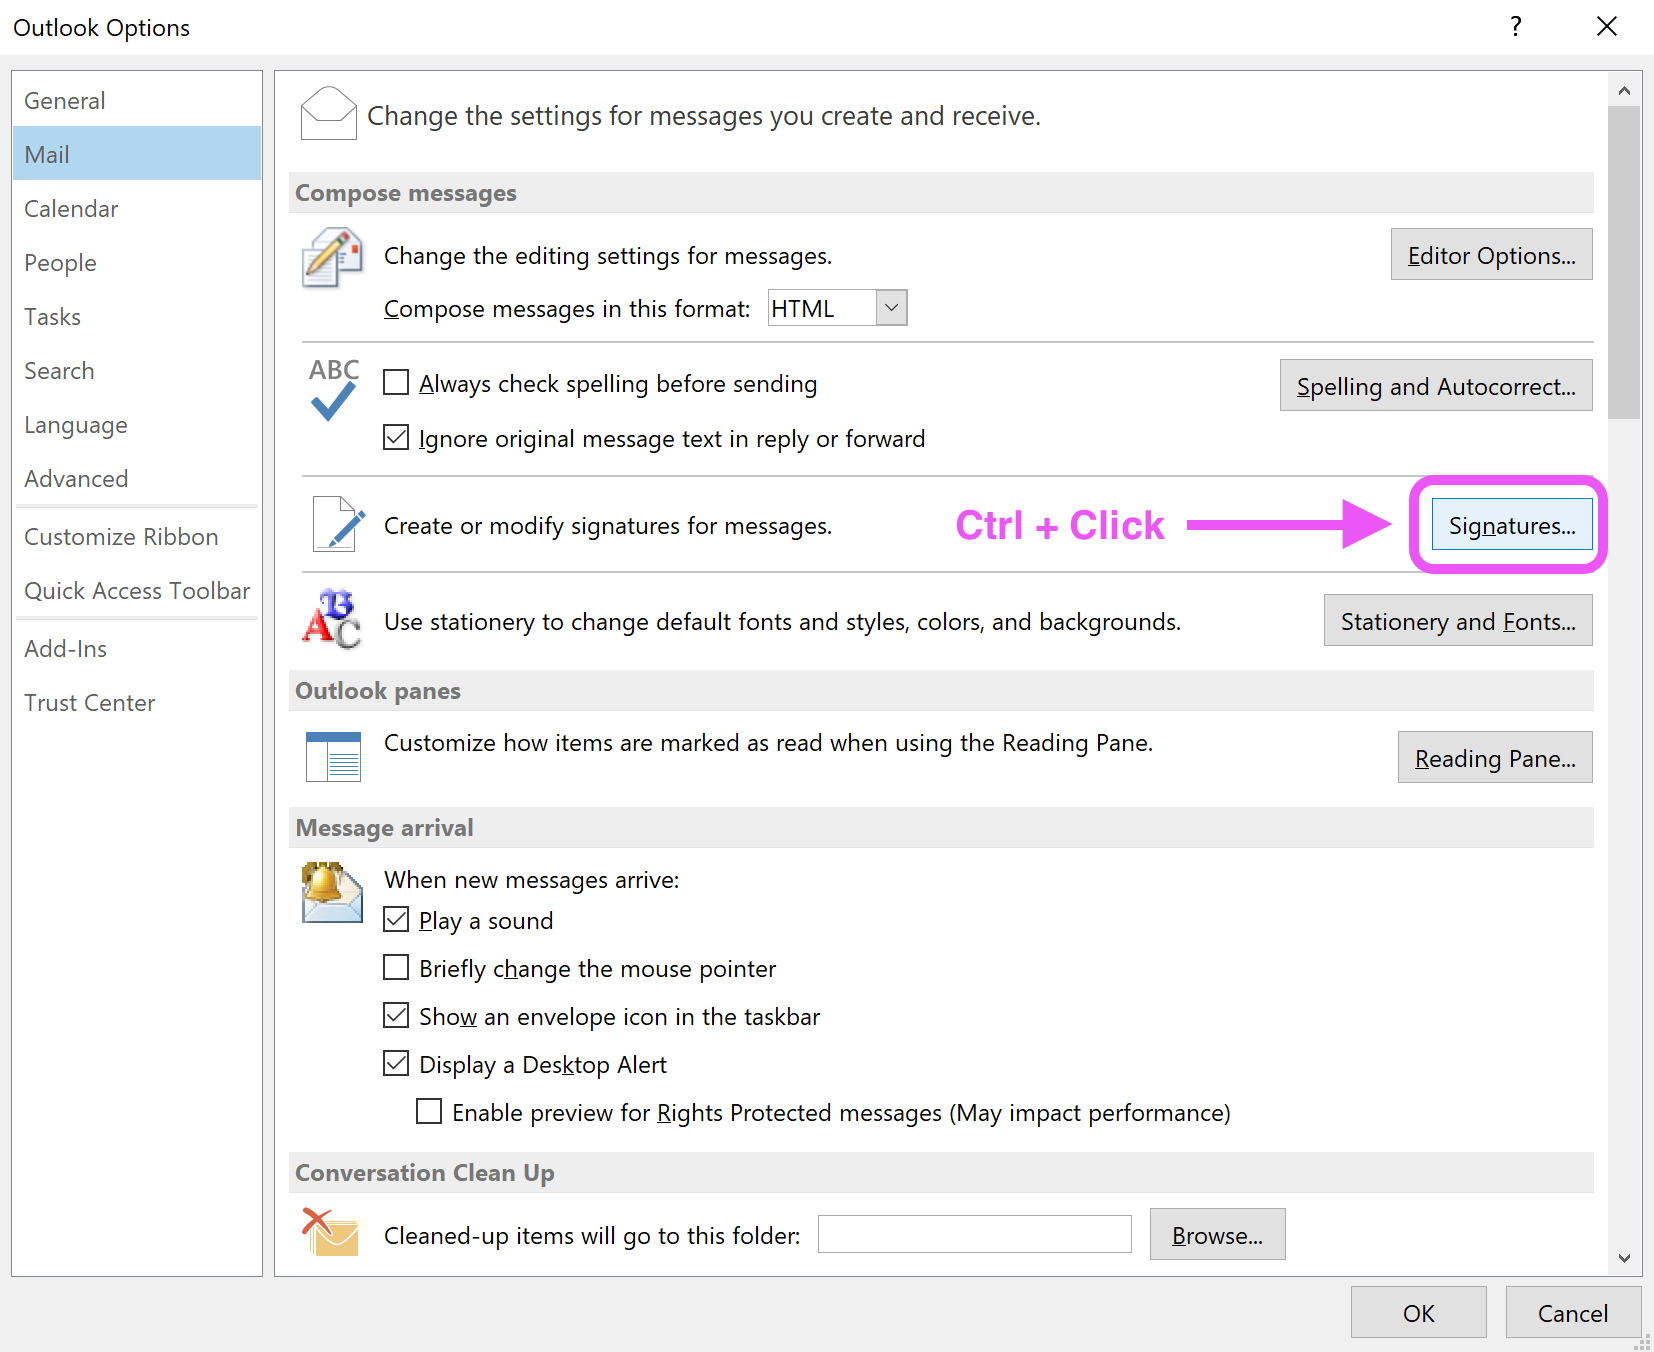 Outlook Options
?
General
Mail
Calendar
People
Tasks
Search
Language
Advanced
Customize Ribbon
Quick Access Toolbar
Add-Ins
Trust Center
Change the settings for messages you create and receive.
Compose messages
Change the editing settings for messages.
Editor Options...
Compose messages in this format: HTML
ABC
Always check spelling before sending
Spelling and Autocorrect...
Ignore original message text in reply or forward
Create or modify signatures for messages.
Ctrl + Click
Signatures...
Use stationery to change default fonts and styles, colors, and backgrounds.
Stationery and Fonts...
Outlook panes
Customize how items are marked as read when using the Reading Pane.
Reading Pane...
Message arrival
When new messages arrive:
Play a sound
Briefly change the mouse pointer
Show an envelope icon in the taskbar
Display a Desktop Alert
Enable preview for Rights Protected messages (May impact performance)
Conversation Clean Up
Cleaned-up items will go to this folder:
Browse...
OK
Cancel